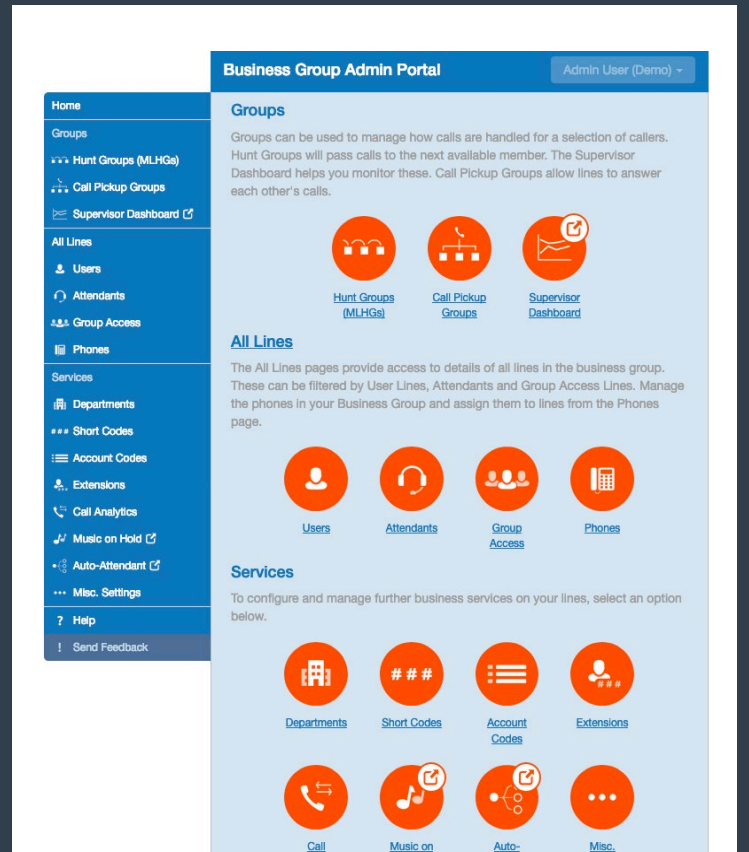 Business Group Admin Portal
Admin User (Demo)
Home
Groups
Hunt Groups (MLHGs)
Call Pickup Groups
Supervisor Dashboard
All Lines
Users
Attendants
Group Access
Phones
Services
Departments
### Short Codes
Account Codes
Extensions
Call Analytics
Music on Hold
Auto-Attendant
Misc. Settings
? Help
! Send Feedback
Groups
Groups can be used to manage how calls are handled for a selection of callers.
Hunt Groups will pass calls to the next available member. The Supervisor
Dashboard helps you monitor these. Call Pickup Groups allow lines to answer
each other's calls.
Hunt Groups
(MLHGs)
Call Pickup
Groups
Supervisor
Dashboard
All Lines
The All Lines pages provide access to details of all lines in the business group.
These can be filtered by User Lines, Attendants and Group Access Lines. Manage
the phones in your Business Group and assign them to lines from the Phones
page.
Users
Attendants
Group
Access
Phones
Services
To configure and manage further business services on your lines, select an option
below.
Departments
###
Short Codes
Account
Codes
###
Extensions
Call
Music on
Auto-
Misc.